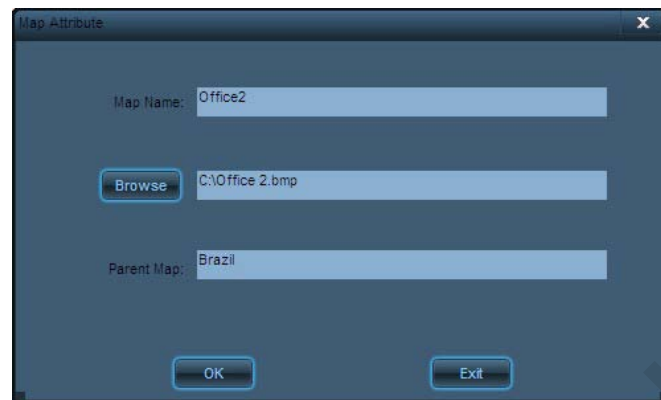 Map Attribute
X
Map Name: Office2
Browse C:\Office 2.bmp
Parent Map: Brazil
OK Exit